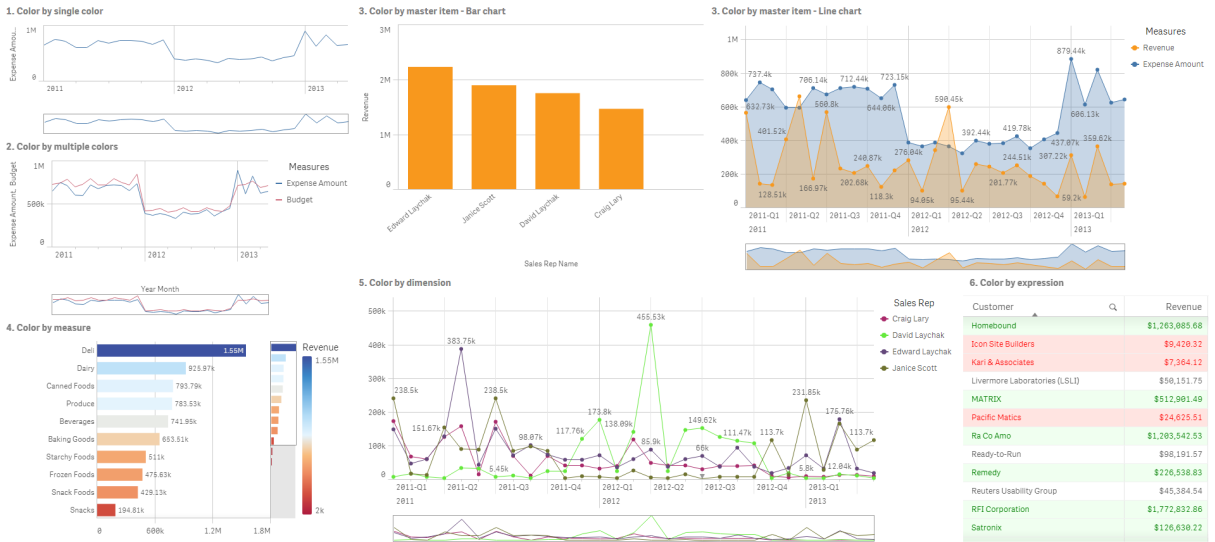 1. Color by single color
Expense Amou...
1M
0
2011
2012
2013
2. Color by multiple colors
Expense Amount, Budget
1M
500k
0
2011
2012
2013
Year Month
Measures
Expense Amount
Budget
3. Color by master item - Bar chart
Revenue
3M
2M
1M
0
Edward Laychak
Janice Scott
David Laychak
Craig Lary
Sales Rep Name
3. Color by master item - Line chart
Measures
Revenue
Expense Amount
1M
800k
600k
400k
200k
0
737.4k
632.73k
401.52k
128.51k
706.14k
560.8k
166.97k
712.44k
644.06k
723.15k
240.87k
202.68k
118.3k
276.04k
94.05k
590.45k
95.44k
392.44k
419.78k
244.51k
201.77k
307.22k
437.07k
59.2k
879.44k
606.13k
359.62k
2011-Q1
2011-Q2
2011-Q3
2011-Q4
2012-Q1
2012-Q2
2012-Q3
2012-Q4
2013-Q1
2011
2012
2013
4. Color by measure
Deli 1.55M
Dairy 925.97k
Canned Foods 793.79k
Produce 783.53k
Beverages 741.95k
Baking Goods 653.51k
Starchy Foods 511k
Frozen Foods 475.63k
Snack Foods 429.13k
Snacks 194.81k
0 600k 1.2M 1.8M
Revenue
1.55M
2k
5. Color by dimension
Sales Rep
Craig Lary
David Laychak
Edward Laychak
Janice Scott
500k
400k
300k
200k
100k
0
238.5k
151.67k
383.75k
238.5k
5.45k
98.07k
117.76k
173.8k
138.09k
455.53k
85.9k
149.62k
66k
111.47k
113.7k
231.85k
5.8k
12.04k
175.76k
113.7k
2011-Q1
2011-Q2
2011-Q3
2011-Q4
2012-Q1
2012-Q2
2012-Q3
2012-Q4
2013-Q1
2011
2012
2013
6. Color by expression
Customer Revenue
Homebound $1,263,085.68
Icon Site Builders $9,420.32
Kari & Associates $7,364.12
Livermore Laboratories (LSLI) $50,151.75
MATRIX $512,901.49
Pacific Matics $24,625.51
Ra Co Amo $1,203,542.53
Ready-to-Run $98,191.57
Remedy $226,538.83
Reuters Usability Group $45,384.54
RFI Corporation $1,772,832.86
Satronix $126,630.22